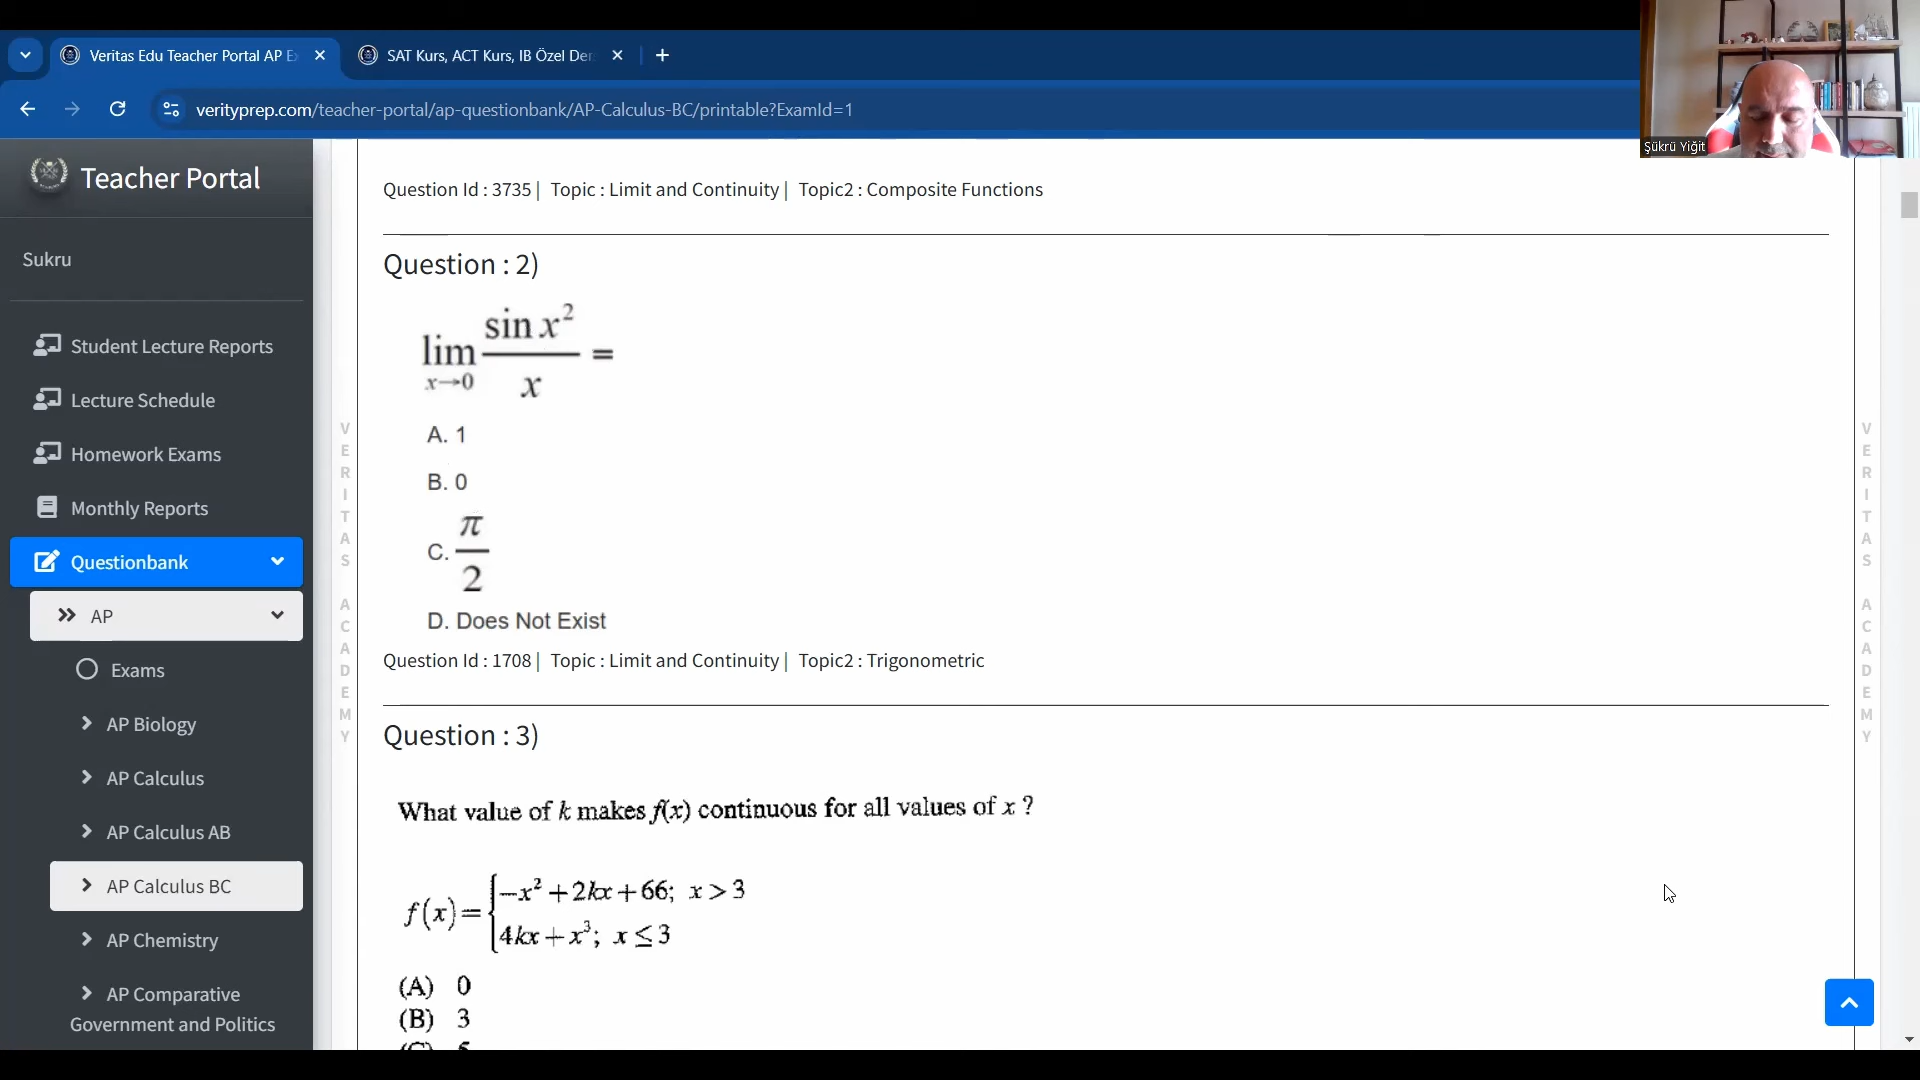 Veritas Edu Teacher Portal AP Ex
SAT Kurs, ACT Kurs, IB Özel Der
verityprep.com/teacher-portal/ap-questionbank/AP-Calculus-BC/printable?ExamId=1
Şükrü Yiğit
Teacher Portal
Sukru
Student Lecture Reports
Lecture Schedule
Homework Exams
Monthly Reports
Questionbank
AP
Exams
AP Biology
AP Calculus
AP Calculus AB
AP Calculus BC
AP Chemistry
AP Comparative
Government and Politics
VERITAS ACADEMY
Question Id : 3735 | Topic : Limit and Continuity | Topic2 : Composite Functions
Question : 2)
lim x→0 sin x² / x =
A. 1
B. 0
C. π/2
D. Does Not Exist
Question Id : 1708 | Topic : Limit and Continuity | Topic2 : Trigonometric
Question : 3)
What value of k makes f(x) continuous for all values of x ?
f(x) = { −x² + 2kx + 66; x > 3
4kx + x³; x ≤ 3
(A) 0
(B) 3
VERITAS ACADEMY